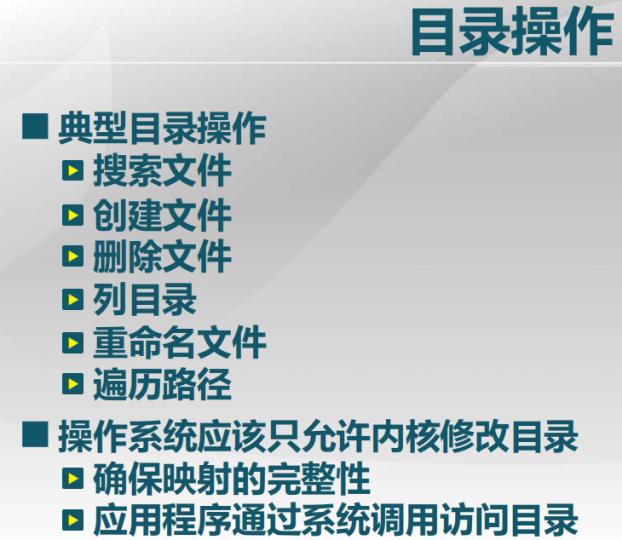 目录操作
典型目录操作
搜索文件
创建文件
删除文件
列目录
重命名文件
遍历路径
操作系统应该只允许内核修改目录
确保映射的完整性
应用程序通过系统调用访问目录